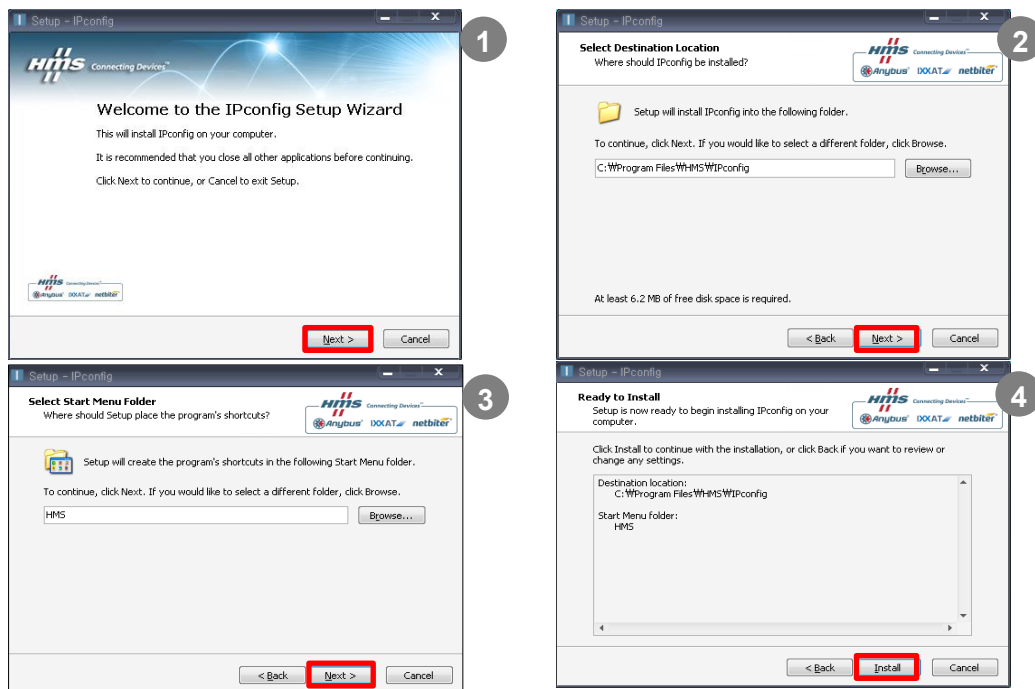 Setup - IPconfig
1
HMS Connecting Devices™
Welcome to the IPconfig Setup Wizard
This will install IPconfig on your computer.
It is recommended that you close all other applications before continuing.
Click Next to continue, or Cancel to exit Setup.
HMS Connecting Devices™
Anybus® IXXAT netbiter®
Next >
Cancel
Setup - IPconfig
2
Select Destination Location
Where should IPconfig be installed?
HMS Connecting Devices™
Anybus® IXXAT netbiter®
Setup will install IPconfig into the following folder.
To continue, click Next. If you would like to select a different folder, click Browse.
C:₩Program Files₩HMS₩IPconfig
Browse...
At least 6.2 MB of free disk space is required.
< Back
Next >
Cancel
Setup - IPconfig
3
Select Start Menu Folder
Where should Setup place the program's shortcuts?
HMS Connecting Devices™
Anybus® IXXAT netbiter®
Setup will create the program's shortcuts in the following Start Menu folder.
To continue, click Next. If you would like to select a different folder, click Browse.
HMS
Browse...
< Back
Next >
Cancel
Setup - IPconfig
4
Ready to Install
Setup is now ready to begin installing IPconfig on your
computer.
HMS Connecting Devices™
Anybus® IXXAT netbiter®
Click Install to continue with the installation, or click Back if you want to review or
change any settings.
Destination location:
C:₩Program Files₩HMS₩IPconfig
Start Menu folder:
HMS
< Back
Install
Cancel